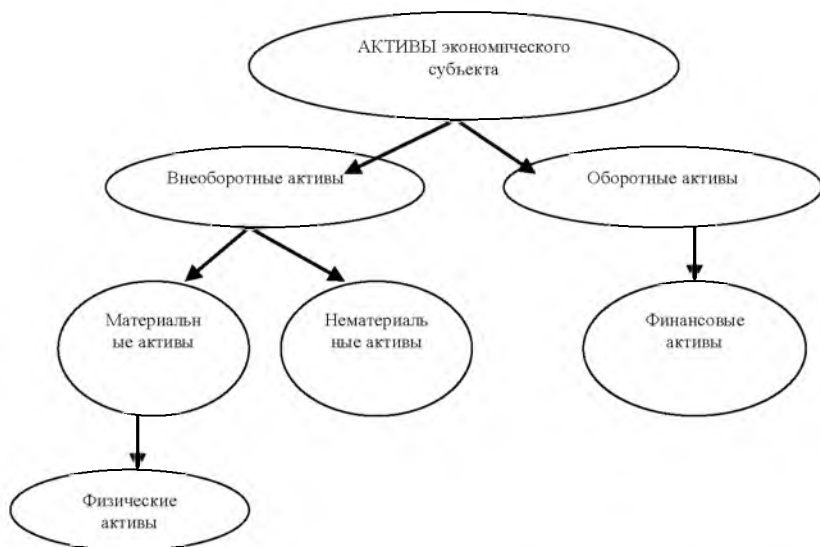 АКТИВЫ экономического
субъекта
Внеоборотные активы
Оборотные активы
Материальн
ые активы
Нематериаль
ные активы
Финансовые
активы
Физические
активы